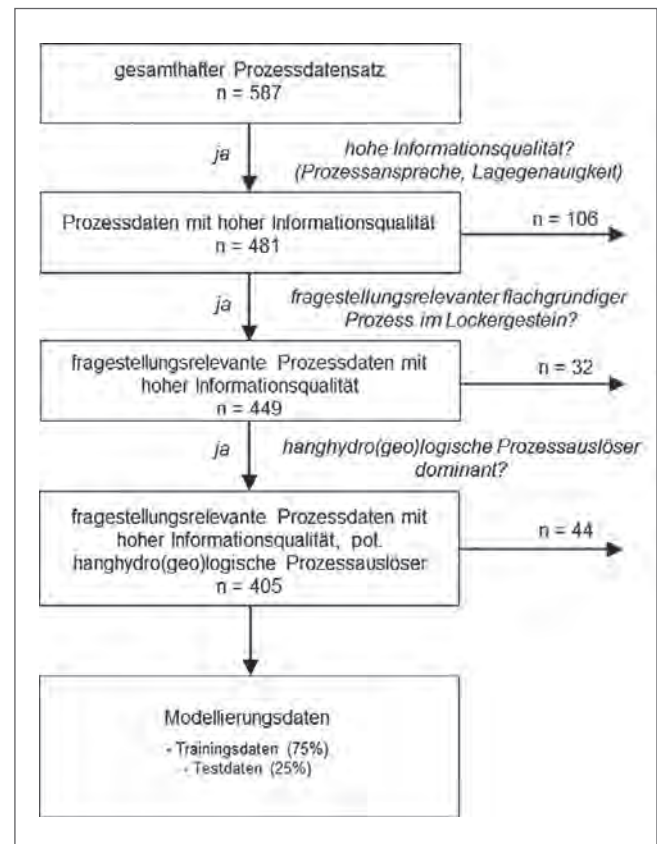 gesamthafter Prozessdatensatz
n = 587
ja
hohe Informationsqualität?
(Prozessansprache, Lagegenauigkeit)
Prozessdaten mit hoher Informationsqualität
n = 481
n = 106
ja
fragestellungsrelevanter flachgründiger
Prozess im Lockergestein?
fragestellungsrelevante Prozessdaten mit
hoher Informationsqualität
n = 449
n = 32
ja
hanghydro(geo)logische Prozessauslöser
dominant?
fragestellungsrelevante Prozessdaten mit
hoher Informationsqualität, pot.
hanghydro(geo)logische Prozessauslöser
n = 405
n = 44
Modellierungsdaten
- Trainingsdaten (75%)
- Testdaten (25%)